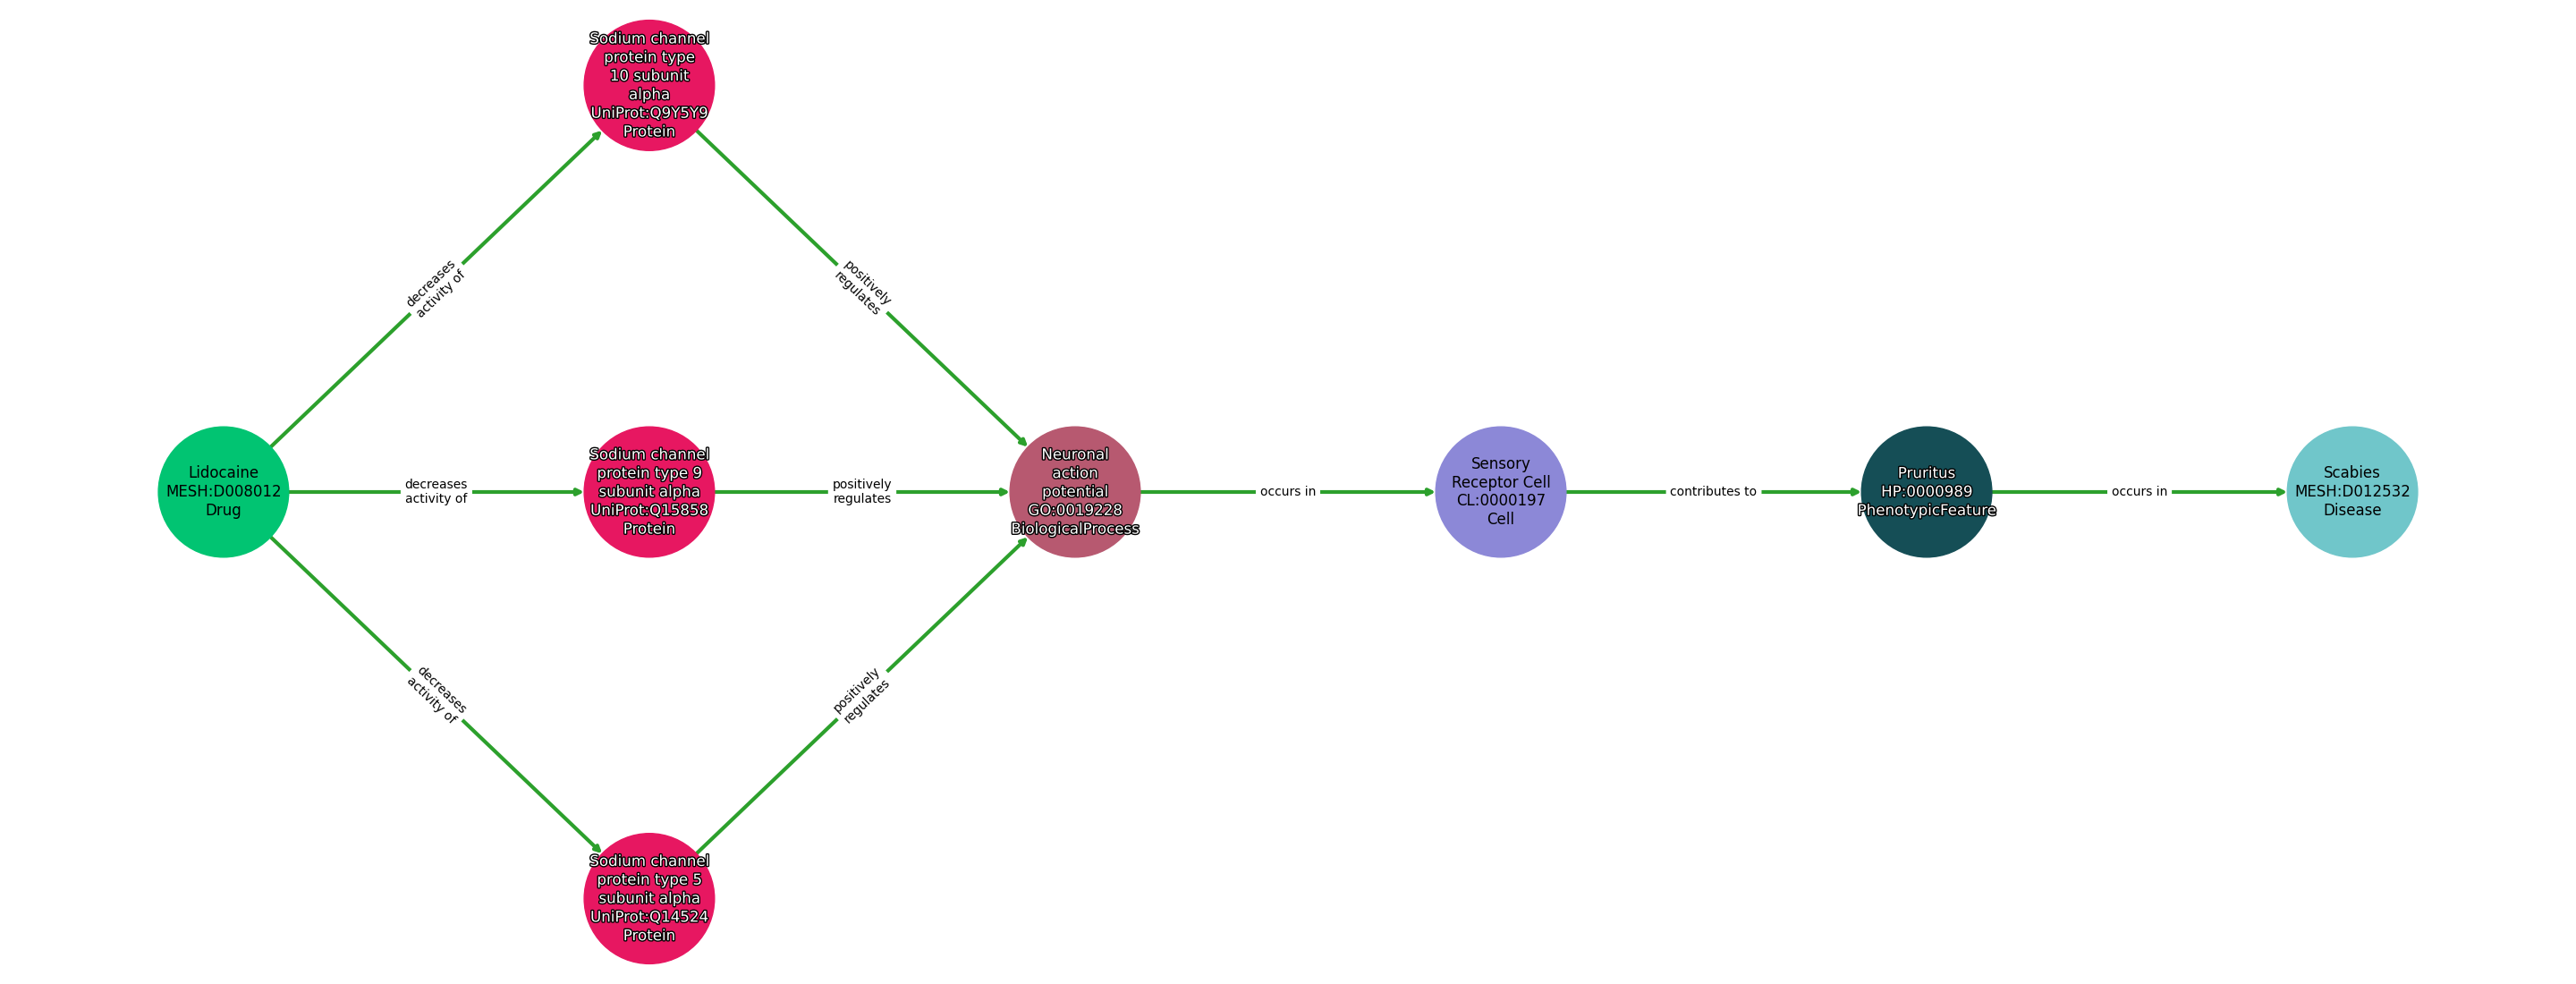 Sodium channel
protein type
10 subunit
alpha
UniProt:Q9Y5Y9
Protein
decreases
activity of
positively
regulates
Lidocaine
MESH:D008012
Drug
decreases
activity of
Sodium channel
protein type 9
subunit alpha
UniProt:Q15858
Protein
positively
regulates
Neuronal
action
potential
GO:0019228
BiologicalProcess
occurs in
Sensory
Receptor Cell
CL:0000197
Cell
contributes to
Pruritus
HP:0000989
PhenotypicFeature
occurs in
Scabies
MESH:D012532
Disease
decreases
activity of
positively
regulates
Sodium channel
protein type 5
subunit alpha
UniProt:Q14524
Protein